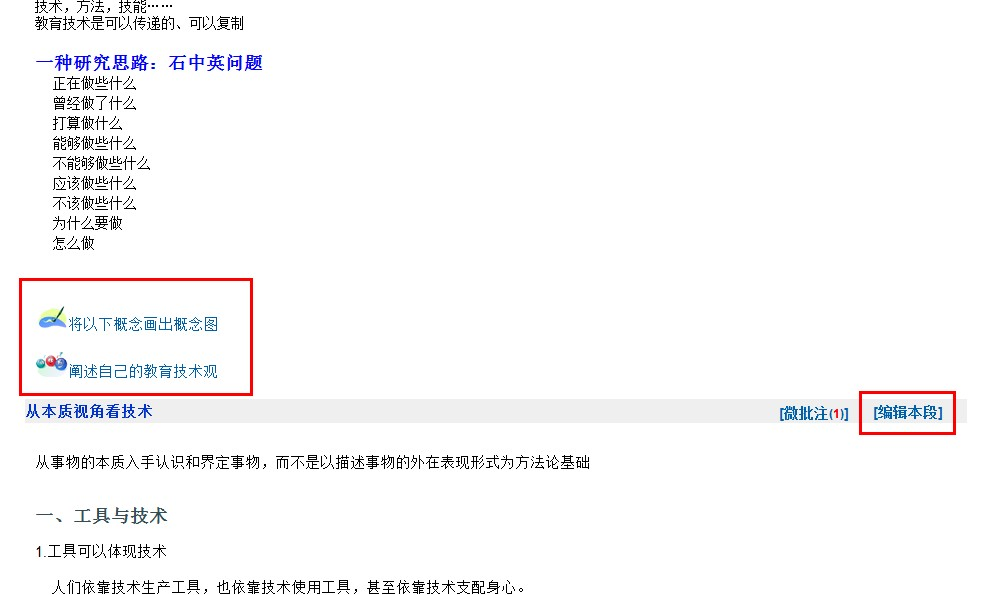 技术，方法，技能……
教育技术是可以传递的、可以复制
一种研究思路：石中英问题
正在做些什么
曾经做了什么
打算做什么
能够做些什么
不能够做些什么
应该做些什么
不该做些什么
为什么要做
怎么做
将以下概念画出概念图
阐述自己的教育技术观
从本质视角看技术 [微批注(1)] [编辑本段]
从事物的本质入手认识和界定事物，而不是以描述事物的外在表现形式为方法论基础
一、工具与技术
1.工具可以体现技术
人们依靠技术生产工具，也依靠技术使用工具，甚至依靠技术支配身心。